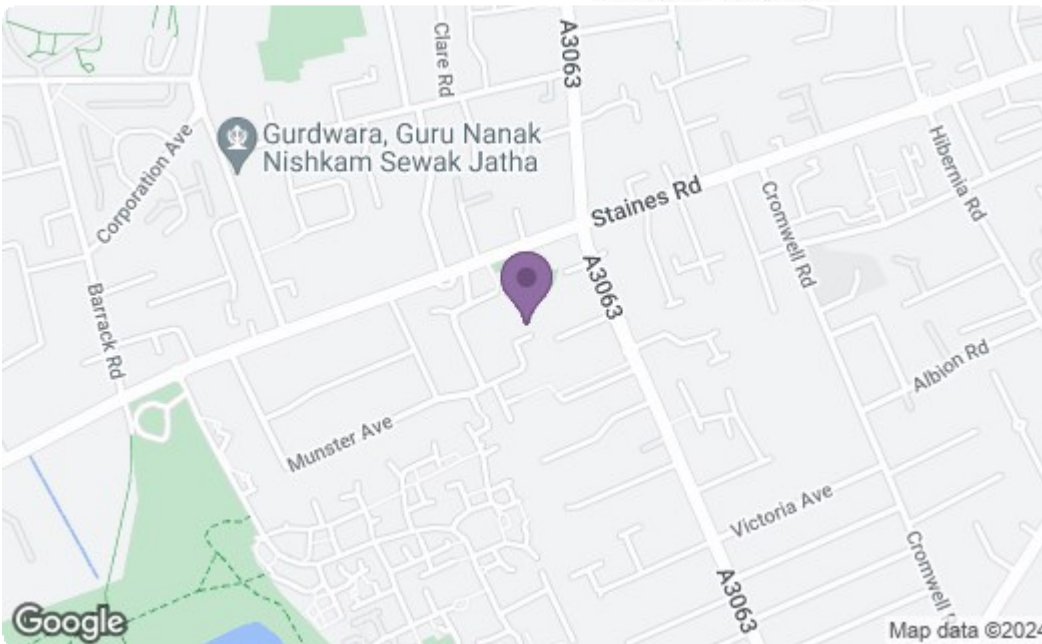 Clare Rd
A3063
Corporation Ave
Gurdwara, Guru Nanak
Nishkam Sewak Jatha
Hibernia Rd
Staines Rd
Cromwell Rd
A3063
Barrack Rd
Albion Rd
Munster Ave
Victoria Ave
Cromwell
A3063
Google
Map data ©2024